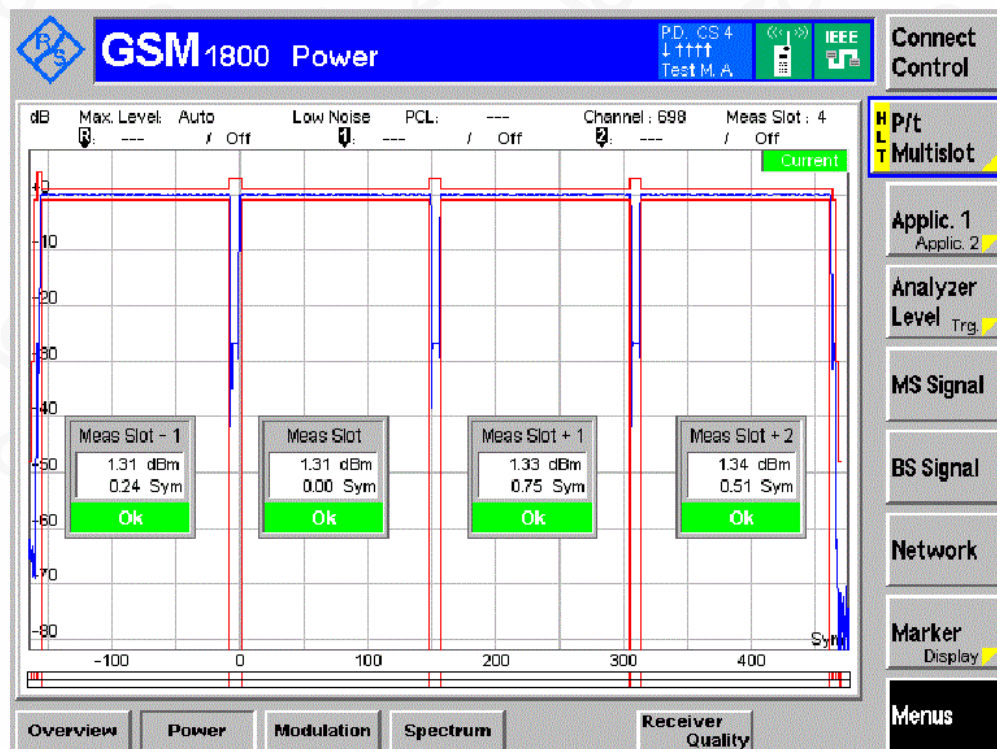 R/S
GSM 1800 Power
P.D. CS 4
↓ ↑↑↑↑
Test M. A
IEEE
Connect
Control
dB Max. Level: Auto Low Noise PCL: --- Channel : 698 Meas Slot : 4
R: --- / Off 1: --- / Off 2: --- / Off
H
L
T
P/t
Multislot
Current
+0
-10
-20
-30
-40
-50
-60
-70
-80
Meas Slot - 1
1.31 dBm
0.24 Sym
Ok
Meas Slot
1.31 dBm
0.00 Sym
Ok
Meas Slot + 1
1.33 dBm
0.75 Sym
Ok
Meas Slot + 2
1.34 dBm
0.51 Sym
Ok
Sym
-100 0 100 200 300 400
Applic. 1
Applic. 2
Analyzer
Level Trg.
MS Signal
BS Signal
Network
Marker
Display
Menus
Overview
Power
Modulation
Spectrum
Receiver
Quality